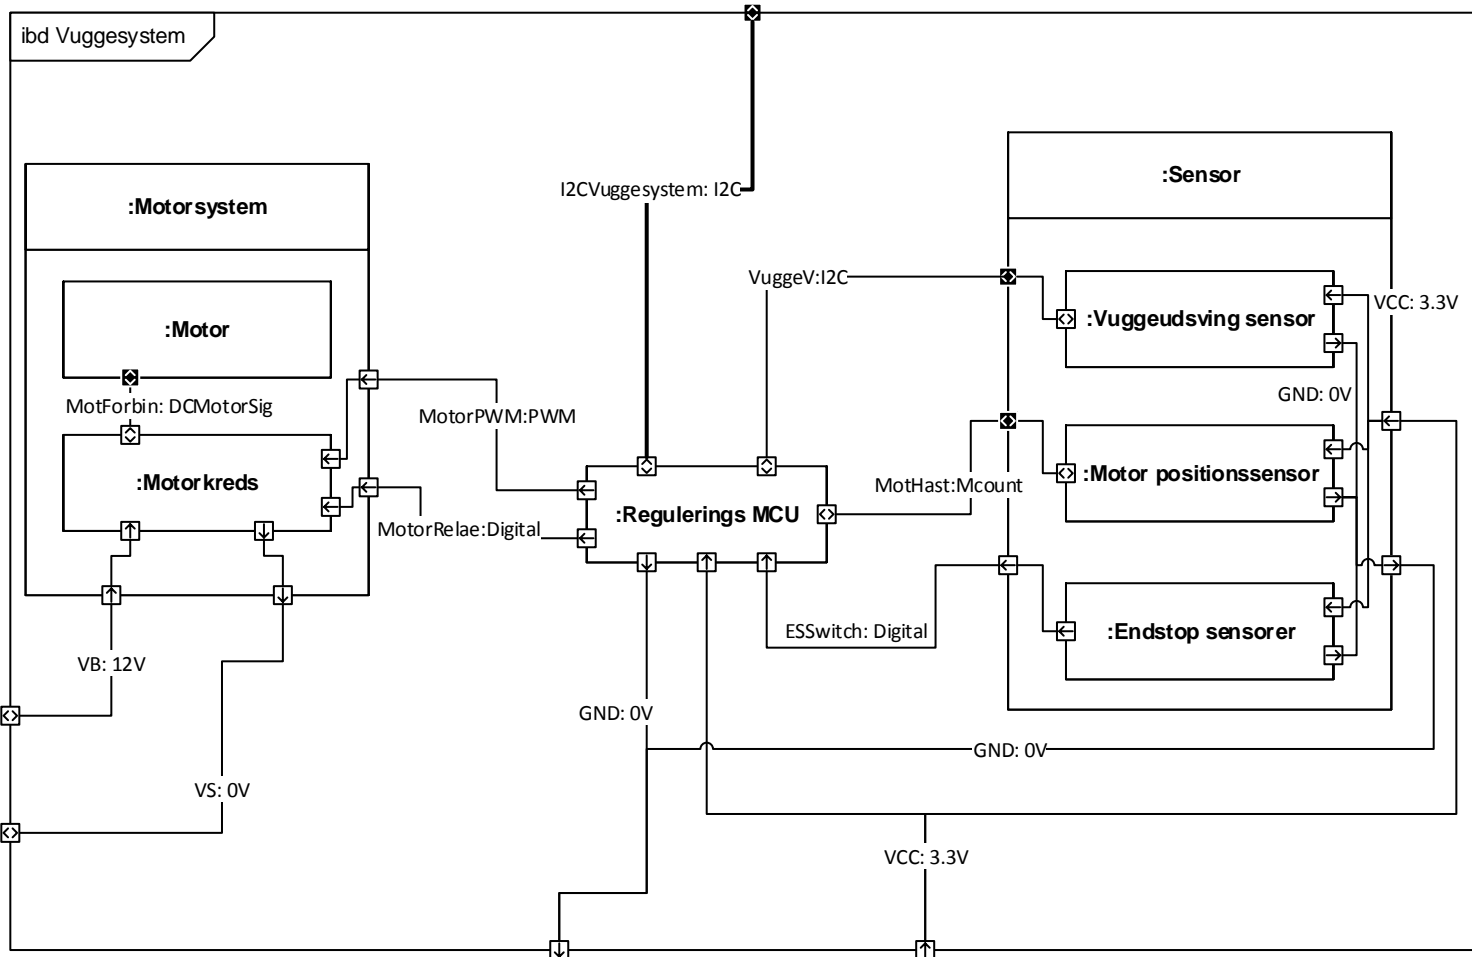 ibd Vuggesystem
I2CVuggesystem: I2C
:Motorsystem
:Motor
MotForbin: DCMotorSig
:Motorkreds
MotorPWM:PWM
MotorRelae:Digital
VB: 12V
VS: 0V
:Regulerings MCU
VuggeV:I2C
MotHast:Mcount
ESSwitch: Digital
GND: 0V
:Sensor
:Vuggeudsving sensor
VCC: 3.3V
GND: 0V
:Motor positionssensor
:Endstop sensorer
GND: 0V
VCC: 3.3V